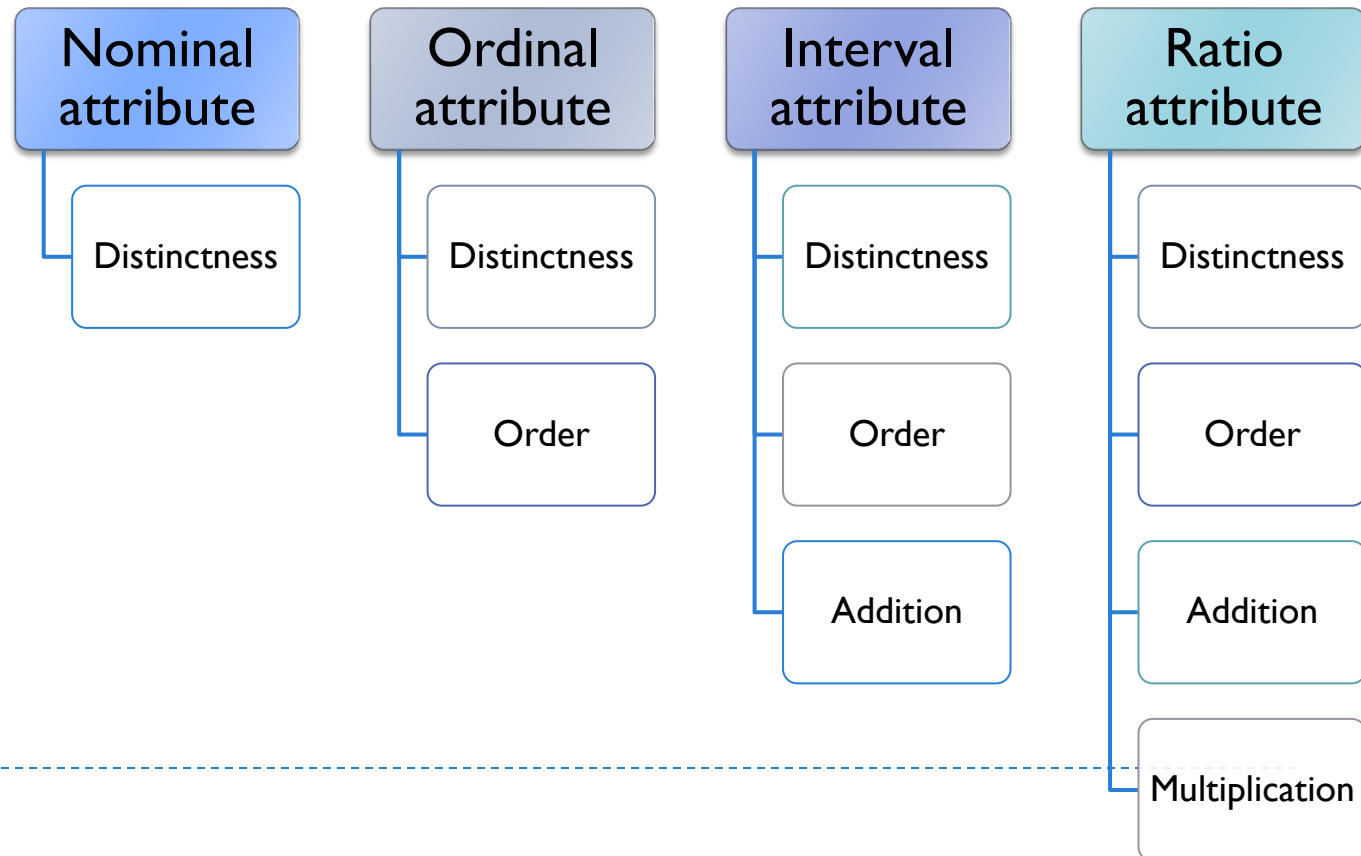 Nominal
attribute
Distinctness
Ordinal
attribute
Distinctness
Order
Interval
attribute
Distinctness
Order
Addition
Ratio
attribute
Distinctness
Order
Addition
Multiplication